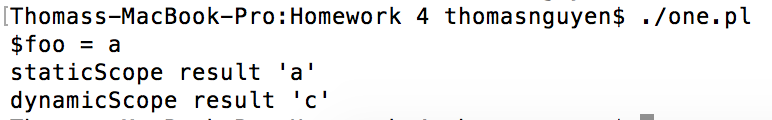 [Thomass-MacBook-Pro:Homework 4 thomasnguyen$ ./one.pl
$foo = a
staticScope result 'a'
dynamicScope result 'c'